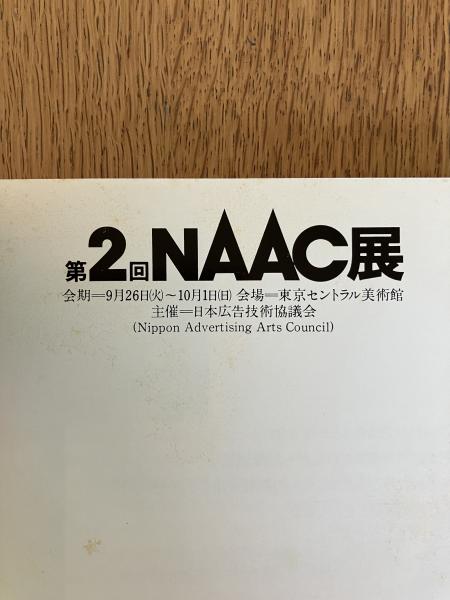 第2回NAAC展
会期=9月26日(火)〜10月1日(日) 会場=東京セントラル美術館
主催=日本広告技術協議会
(Nippon Advertising Arts Council)